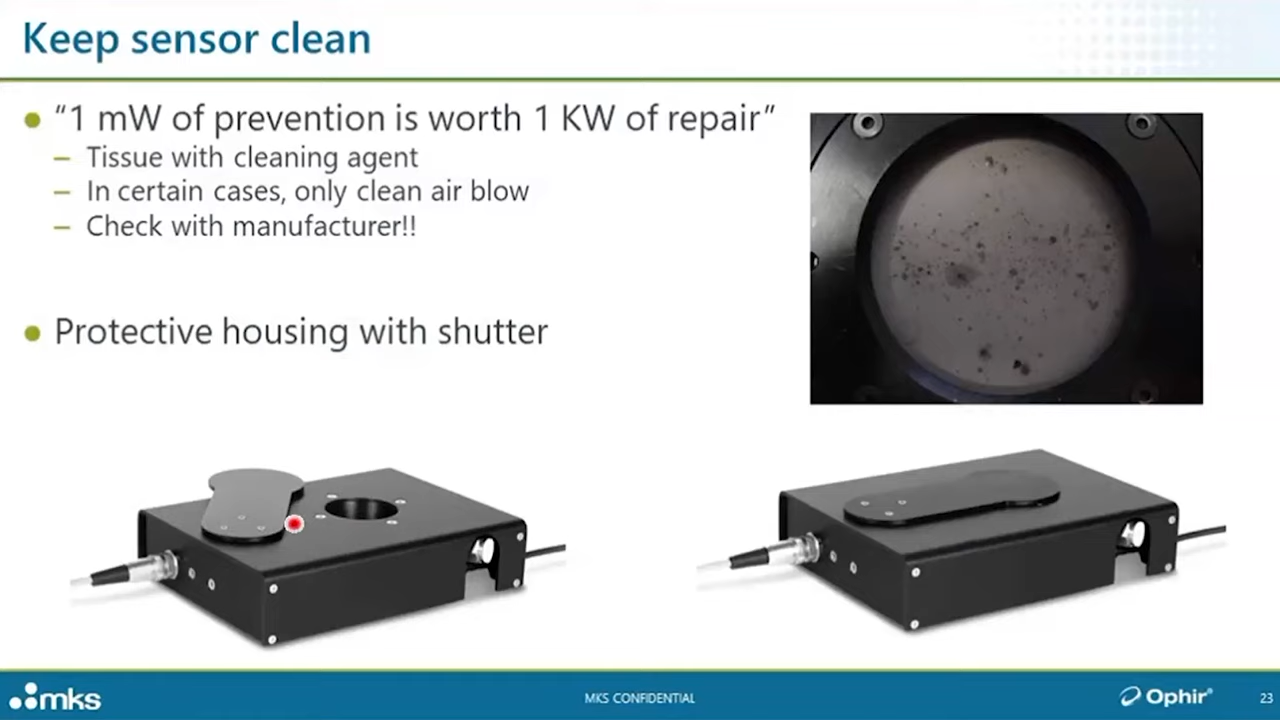 Keep sensor clean
“1 mW of prevention is worth 1 KW of repair”
Tissue with cleaning agent
In certain cases, only clean air blow
Check with manufacturer!!
Protective housing with shutter
mks
MKS CONFIDENTIAL
Ophir®
23